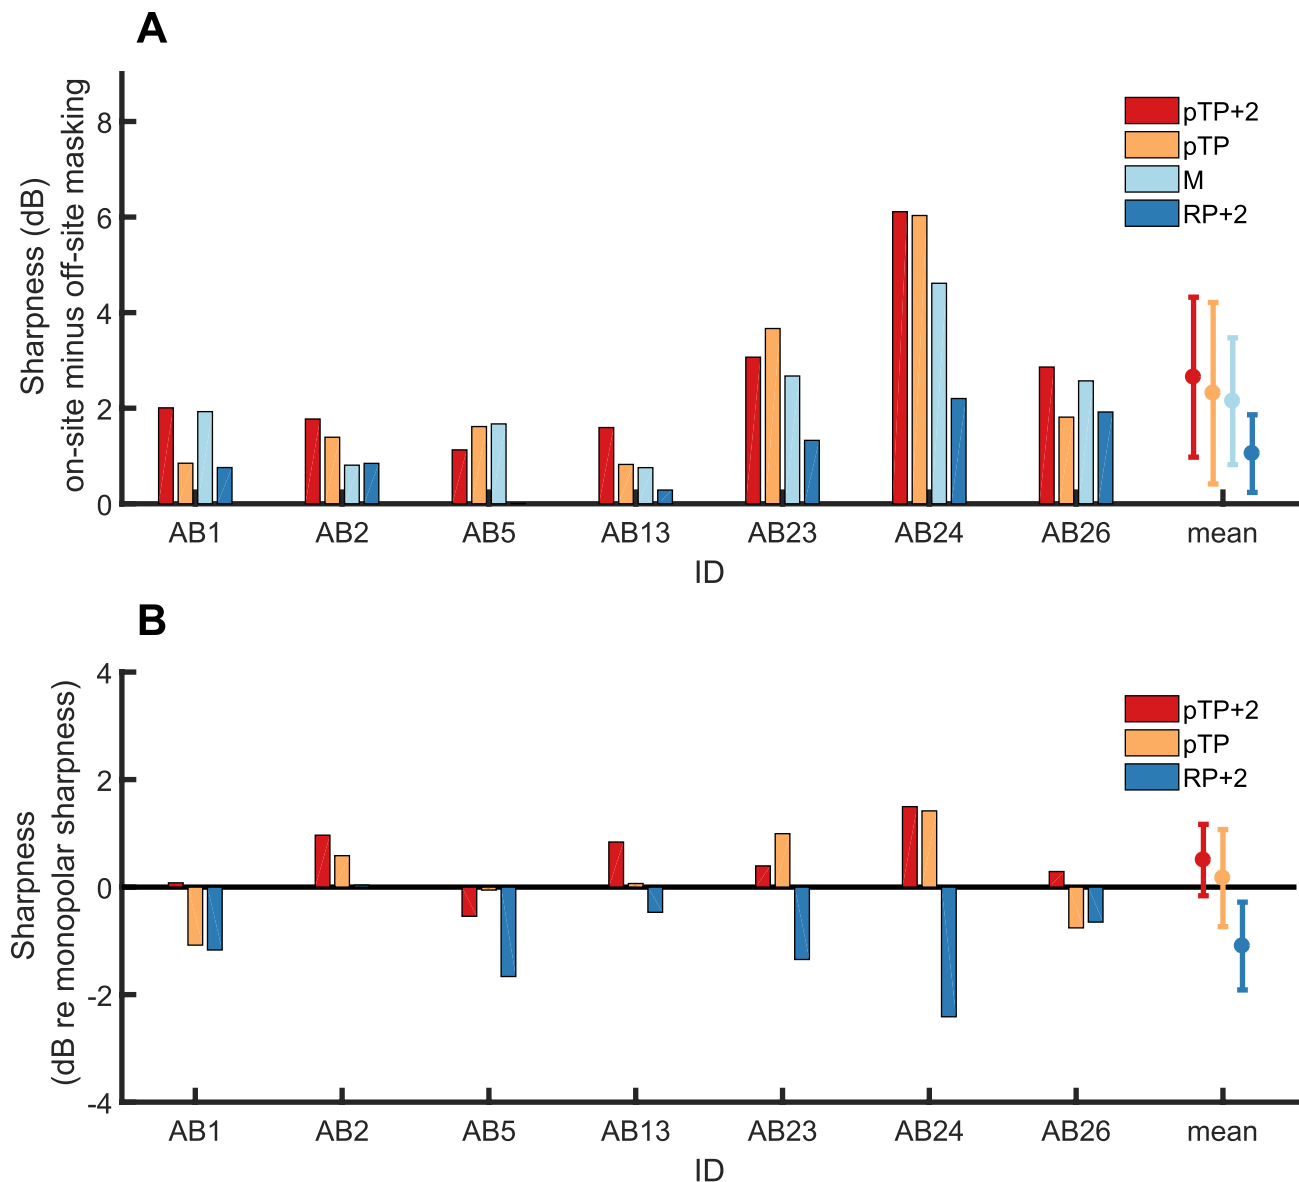 A
Sharpness (dB)
on-site minus off-site masking
8
6
4
2
0
pTP+2
pTP
M
RP+2
AB1 AB2 AB5 AB13 AB23 AB24 AB26 mean
ID
B
Sharpness
(dB re monopolar sharpness)
4
2
0
-2
-4
pTP+2
pTP
RP+2
AB1 AB2 AB5 AB13 AB23 AB24 AB26 mean
ID